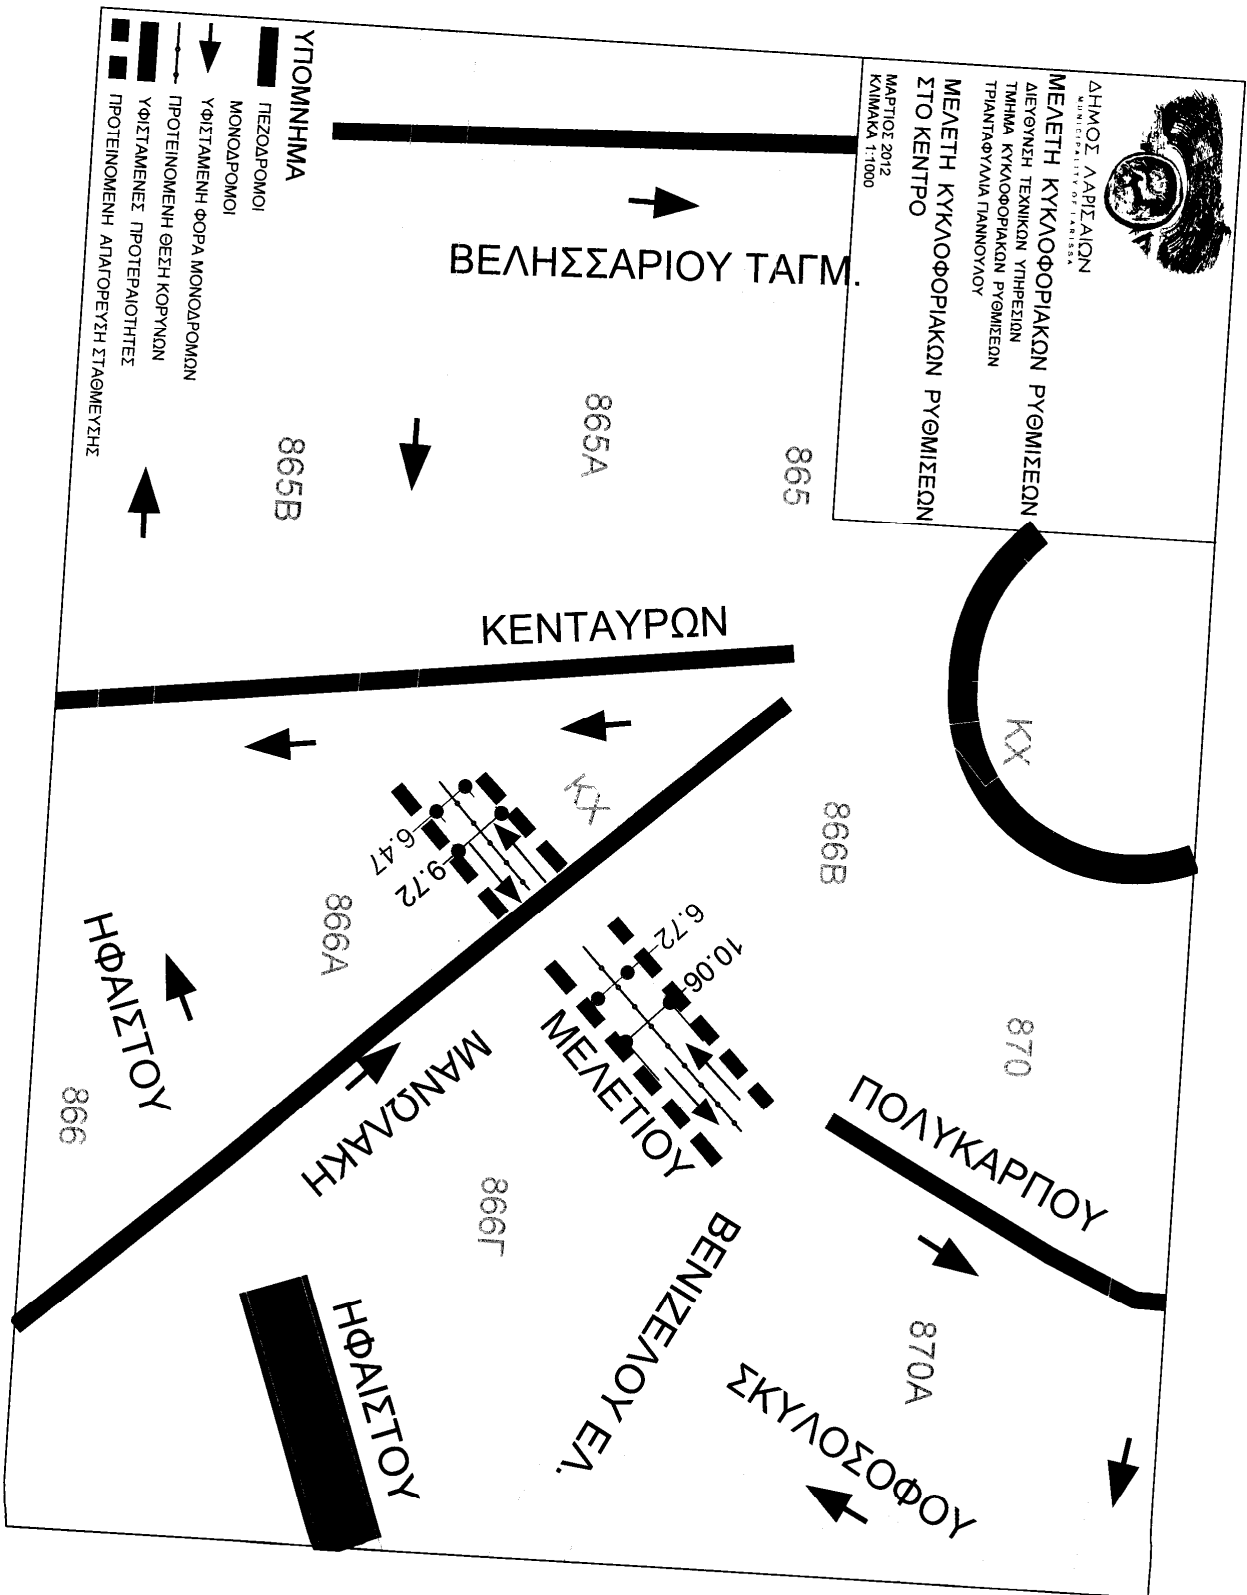 ΔΗΜΟΣ ΛΑΡΙΣΑΙΩΝ
MUNICIPALITY OF LARISSA
ΜΕΛΕΤΗ ΚΥΚΛΟΦΟΡΙΑΚΩΝ ΡΥΘΜΙΣΕΩΝ
ΔΙΕΥΘΥΝΣΗ ΤΕΧΝΙΚΩΝ ΥΠΗΡΕΣΙΩΝ
ΤΜΗΜΑ ΚΥΚΛΟΦΟΡΙΑΚΩΝ ΡΥΘΜΙΣΕΩΝ
ΤΡΙΑΝΤΑΦΥΛΛΙΑ ΓΙΑΝΝΟΥΛΟΥ
ΜΕΛΕΤΗ ΚΥΚΛΟΦΟΡΙΑΚΩΝ ΡΥΘΜΙΣΕΩΝ
ΣΤΟ ΚΕΝΤΡΟ
ΜΑΡΤΙΟΣ 2012
ΚΛΙΜΑΚΑ 1:1000
ΥΠΟΜΝΗΜΑ
ΠΕΖΟΔΡΟΜΟΙ
ΜΟΝΟΔΡΟΜΟΙ
ΥΦΙΣΤΑΜΕΝΗ ΦΟΡΑ ΜΟΝΟΔΡΟΜΩΝ
ΠΡΟΤΕΙΝΟΜΕΝΗ ΘΕΣΗ ΚΟΡΥΝΩΝ
ΥΦΙΣΤΑΜΕΝΕΣ ΠΡΟΤΕΡΑΙΟΤΗΤΕΣ
ΠΡΟΤΕΙΝΟΜΕΝΗ ΑΠΑΓΟΡΕΥΣΗ ΣΤΑΘΜΕΥΣΗΣ
ΒΕΛΗΣΣΑΡΙΟΥ ΤΑΓΜ.
865
865Α
865Β
ΚΕΝΤΑΥΡΩΝ
ΚΧ
ΚΧ
866Β
6.47
9.72
866Α
6.72
10.06
ΗΦΑΙΣΤΟΥ
ΜΕΛΕΤΙΟΥ
870
ΜΑΝΩΛΑΚΗ
866
ΠΟΛΥΚΑΡΠΟΥ
866Γ
ΒΕΝΙΖΕΛΟΥ ΕΛ.
870Α
ΗΦΑΙΣΤΟΥ
ΣΚΥΛΟΣΟΦΟΥ